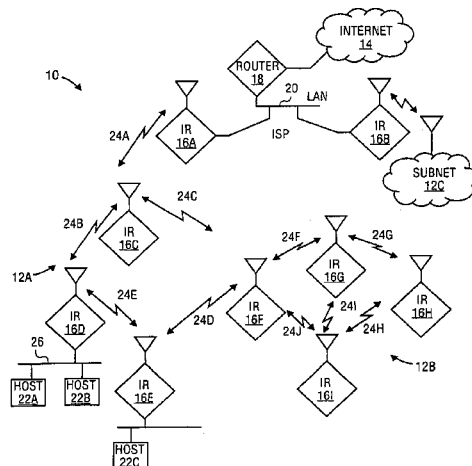 INTERNET
14
ROUTER
18
10
20
LAN
IR
16A
ISP
IR
16B
24A
SUBNET
12C
24B
24C
IR
16C
24F
24G
12A
IR
16G
24E
24D
IR
16D
IR
16F
24I
24J
24H
IR
16H
26
IR
16E
IR
16I
12B
HOST
22A
HOST
22B
HOST
22C